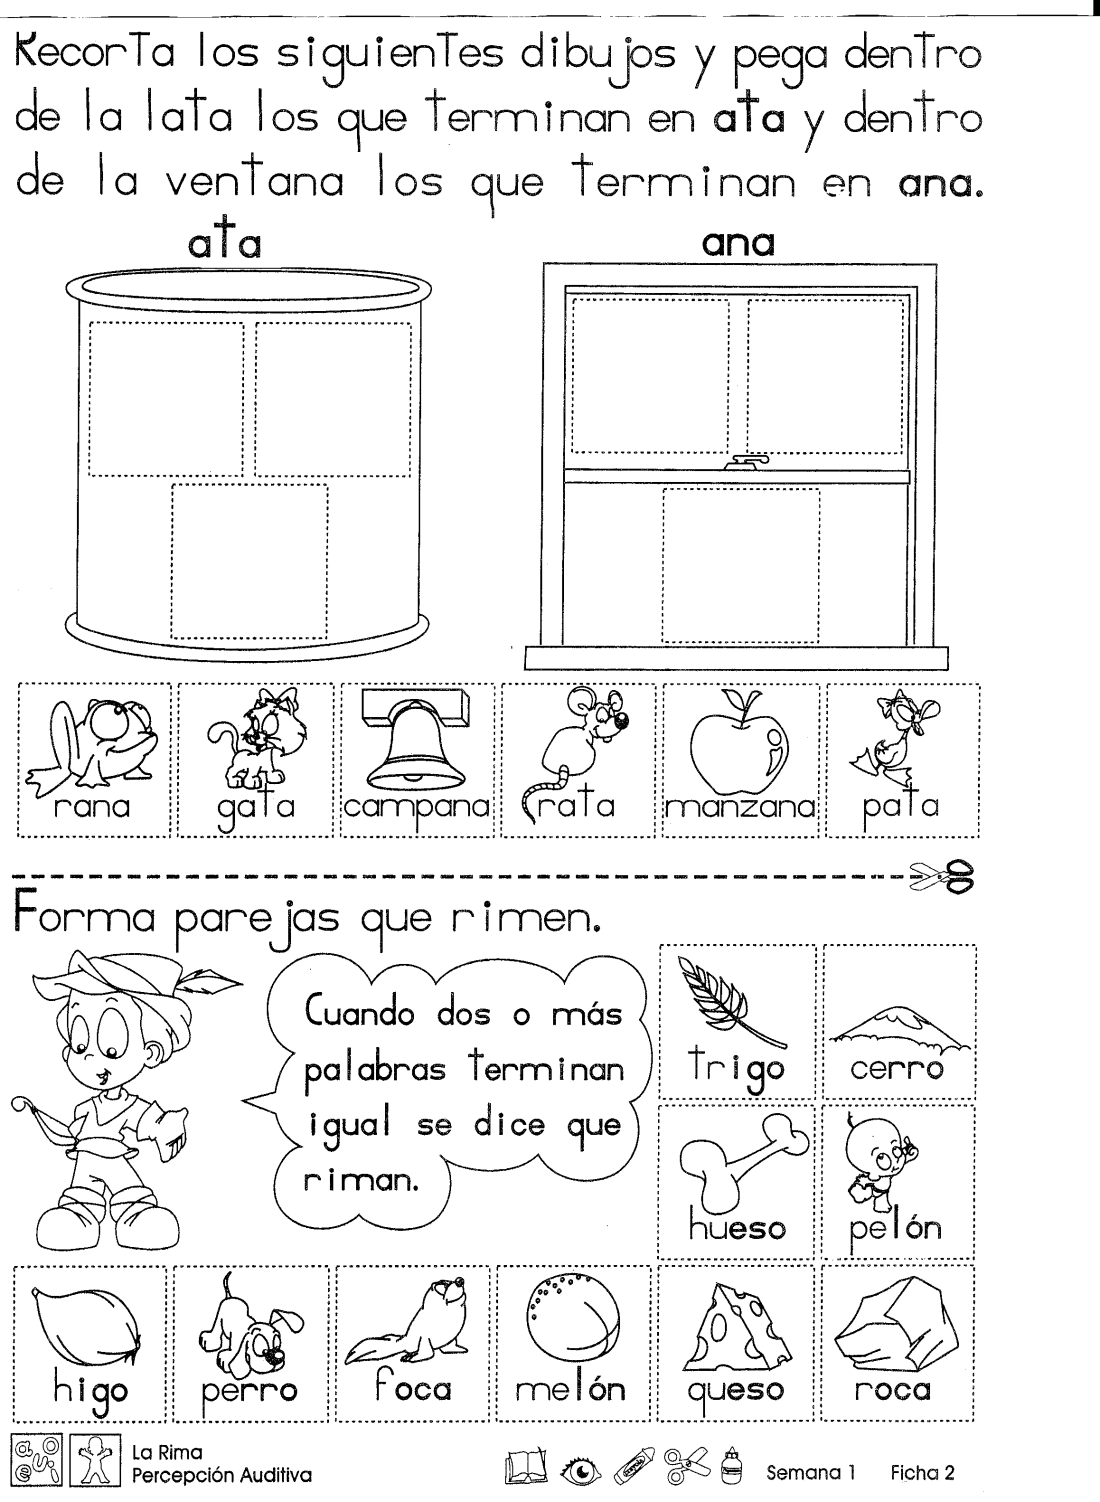 Recorta los siguientes dibujos y pega dentro
de la lata los que terminan en ata y dentro
de la ventana los que terminan en ana.
ata
ana
rana
gata
campana
rata
manzana
pata
Forma parejas que rimen.
Cuando dos o más
palabras terminan
igual se dice que
riman.
trigo
cerro
hueso
pelón
higo
perro
foca
melón
queso
roca
La Rima
Percepción Auditiva
Semana 1
Ficha 2